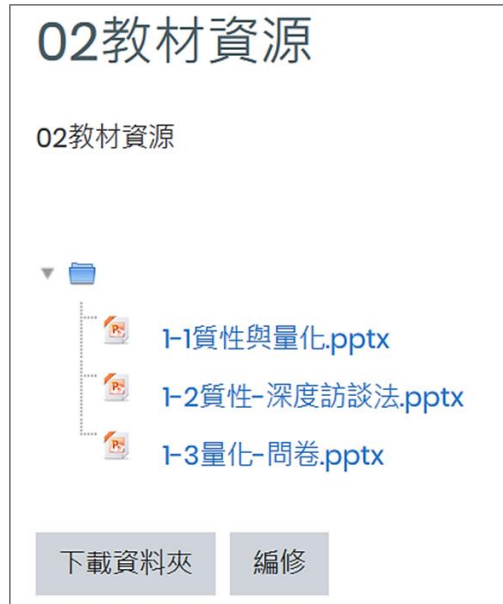 02教材資源
02教材資源
1-1質性與量化.pptx
1-2質性-深度訪談法.pptx
1-3量化-問卷.pptx
下載資料夾
編修